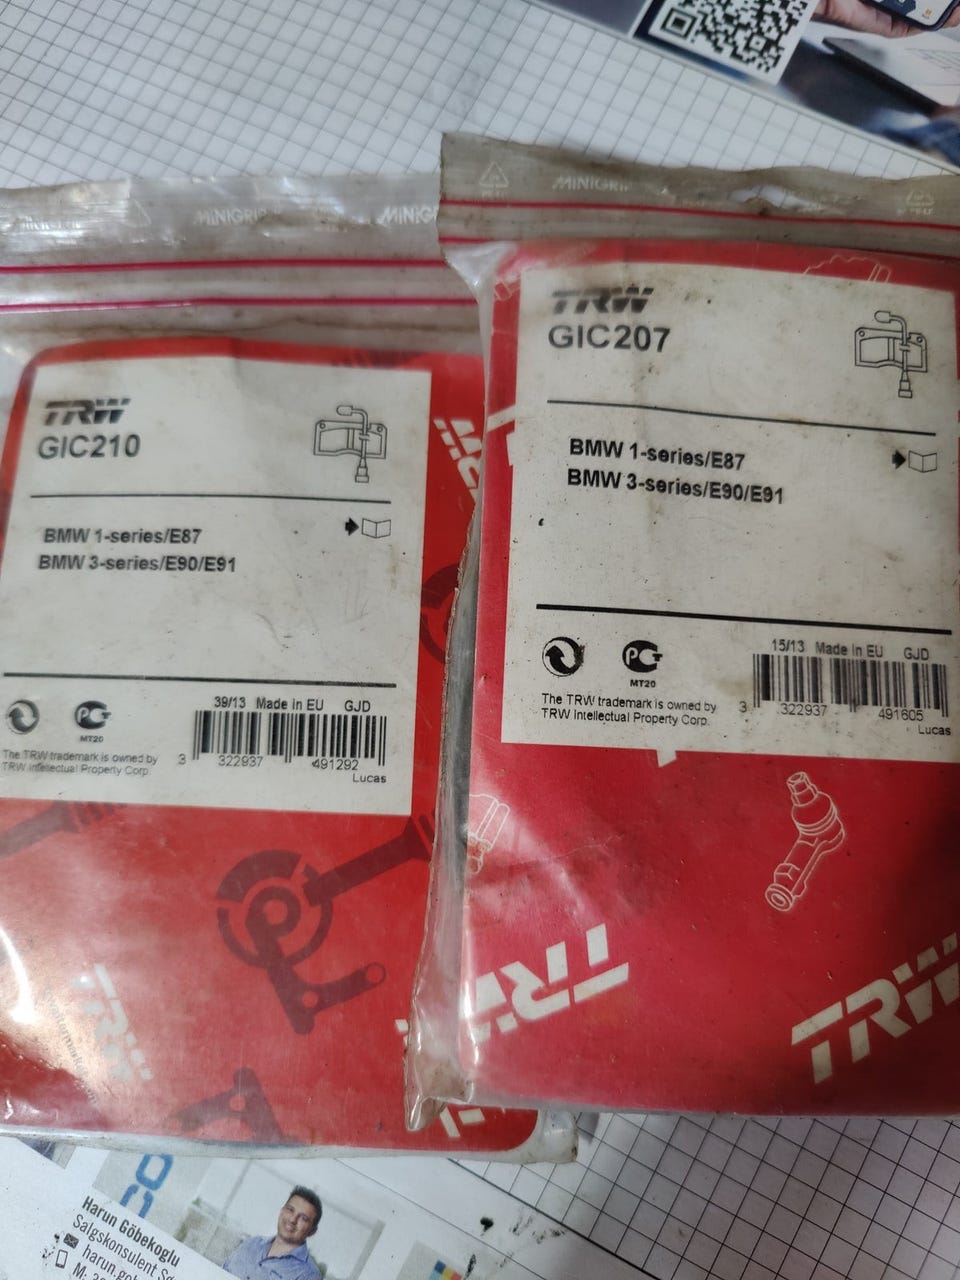 MINIGRIP
MINIGRIP
TRW
GIC210
BMW 1-series/E87
BMW 3-series/E90/E91
39/13 Made in EU GJD
MT20
The TRW trademark is owned by
TRW Intellectual Property Corp
3 322937 491292
Lucas
TRW
TRW
GIC207
BMW 1-series/E87
BMW 3-series/E90/E91
15/13 Made in EU GJD
MT20
The TRW trademark is owned by
TRW Intellectual Property Corp.
3 322937 491605
Lucas
TRW
TRW
Harun Göbekoglu
Salgskonsulent